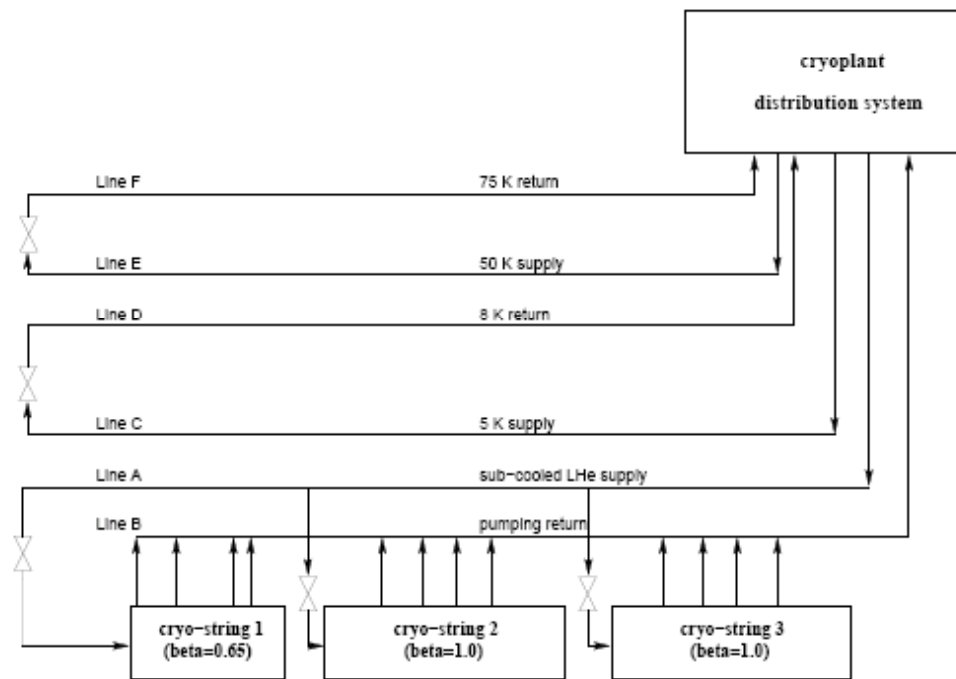 cryoplant
distribution system
Line F
75 K return
Line E
50 K supply
Line D
8 K return
Line C
5 K supply
Line A
sub-cooled LHe supply
Line B
pumping return
cryo-string 1
(beta=0.65)
cryo-string 2
(beta=1.0)
cryo-string 3
(beta=1.0)